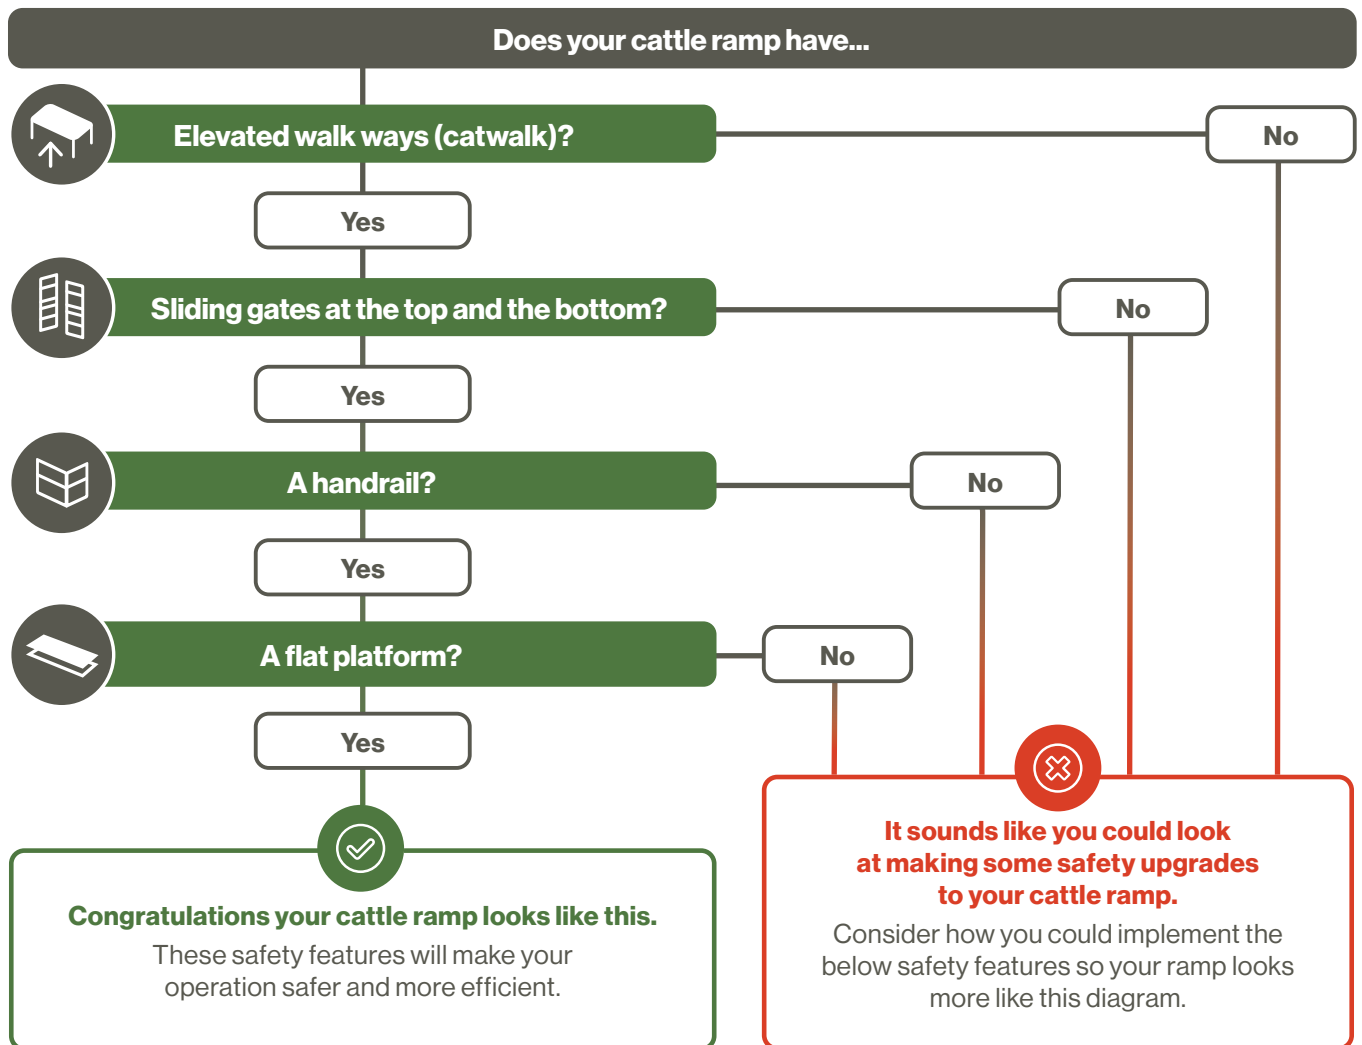 Does your cattle ramp have...
Elevated walk ways (catwalk)?
No
Yes
Sliding gates at the top and the bottom?
No
Yes
A handrail?
No
Yes
A flat platform?
No
Yes
Congratulations your cattle ramp looks like this.
These safety features will make your
operation safer and more efficient.
It sounds like you could look
at making some safety upgrades
to your cattle ramp.
Consider how you could implement the
below safety features so your ramp looks
more like this diagram.